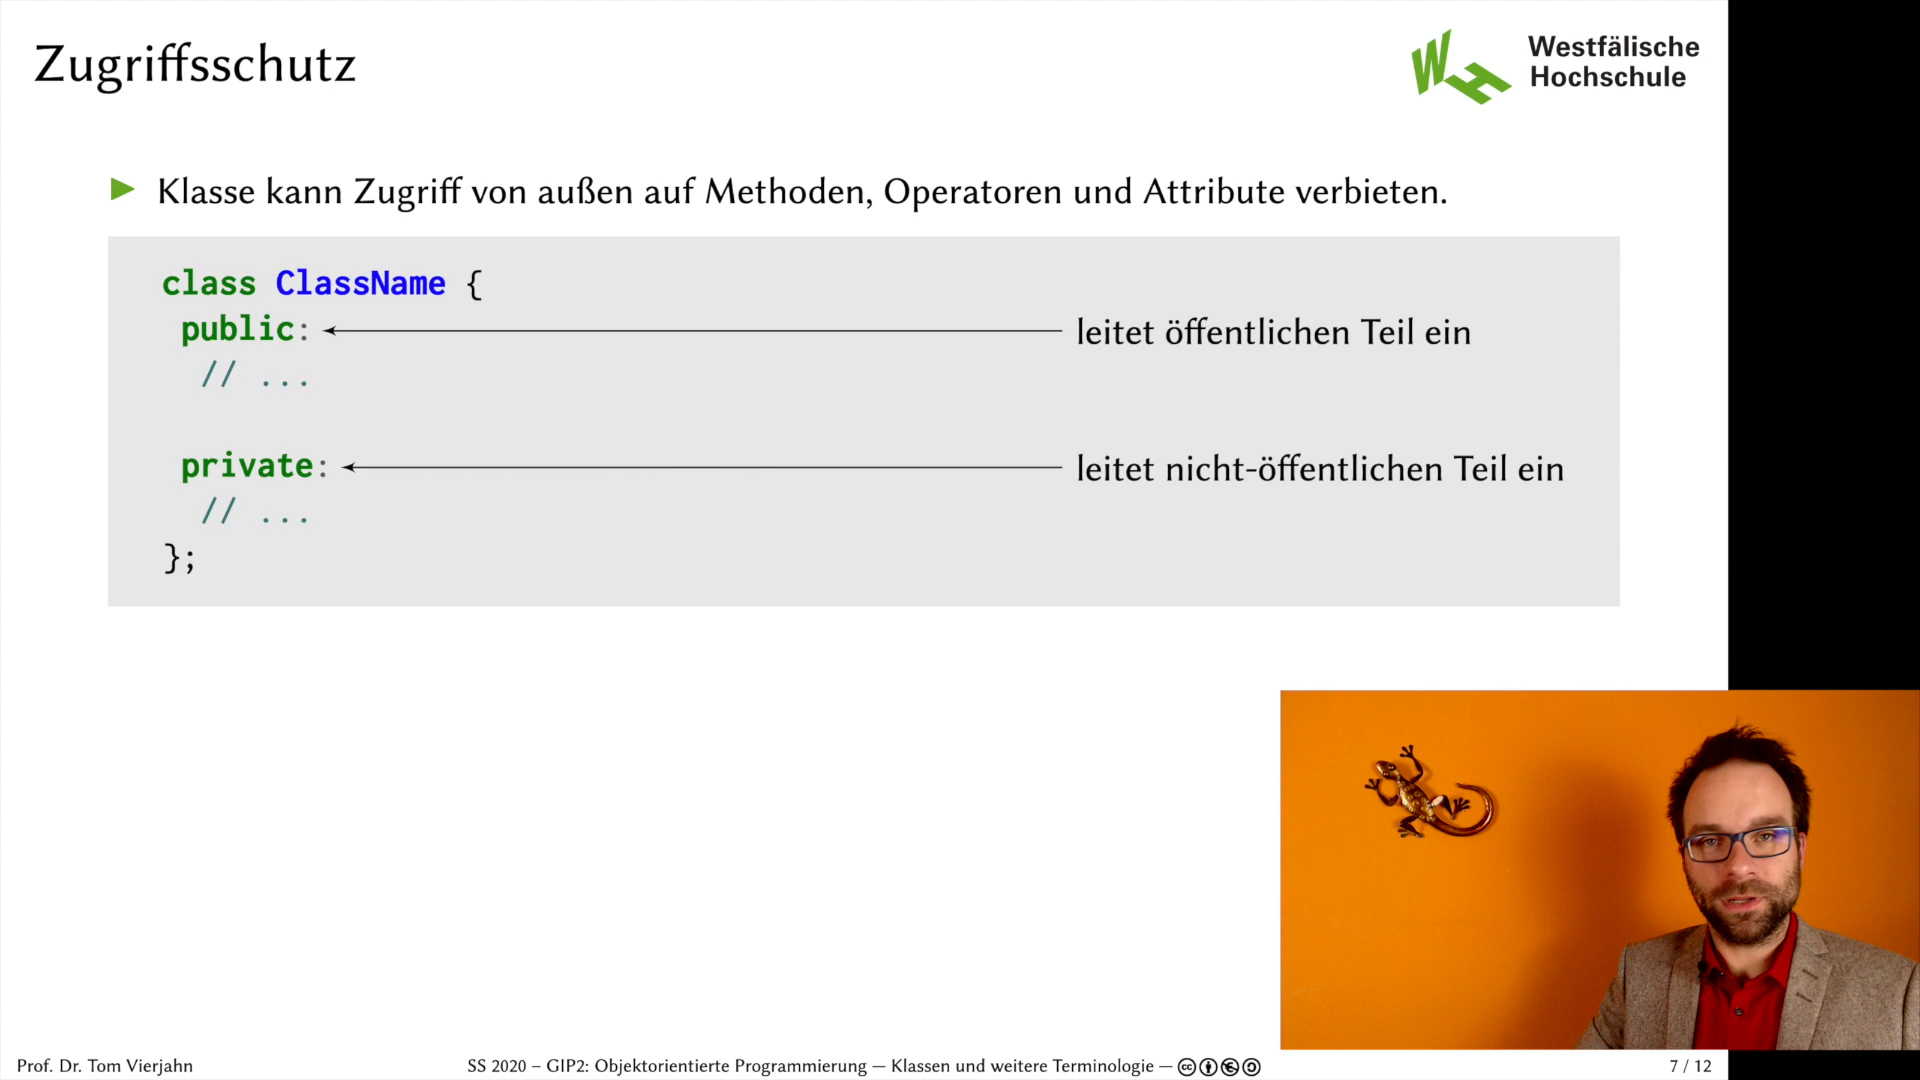 Zugriffsschutz
Westfälische
Hochschule
Klasse kann Zugriff von außen auf Methoden, Operatoren und Attribute verbieten.
class ClassName {
public: leitet öffentlichen Teil ein
// ...
private: leitet nicht-öffentlichen Teil ein
// ...
};
Prof. Dr. Tom Vierjahn SS 2020 – GIP2: Objektorientierte Programmierung — Klassen und weitere Terminologie — 7 / 12